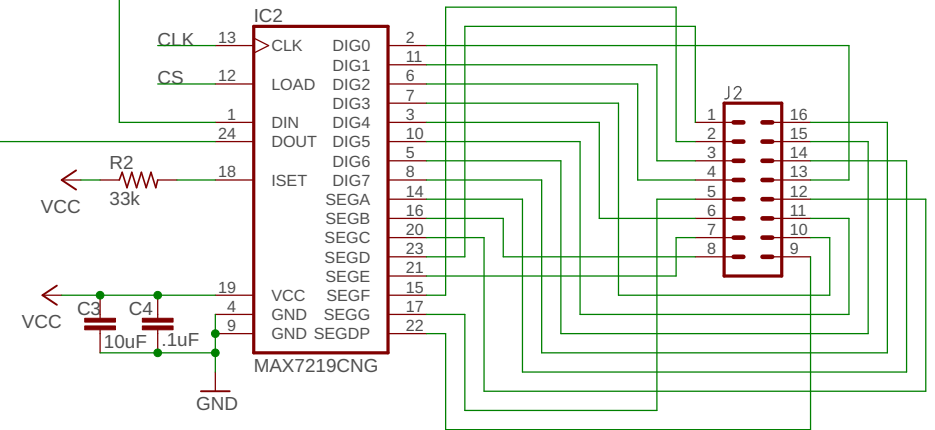 IC2
CLK 13 CLK DIG0 2
DIG1 11
CS 12 LOAD DIG2 6
DIG3 7 J2
1 DIN DIG4 3 1 16
24 DOUT DIG5 10 2 15
R2 DIG6 5 3 14
18 ISET DIG7 8 4 13
VCC 33k SEGA 14 5 12
SEGB 16 6 11
SEGC 20 7 10
SEGD 23 8 9
SEGE 21
19 VCC SEGF 15
VCC C3 C4 4 GND SEGG 17
10uF .1uF 9 GND SEGDP 22
MAX7219CNG
GND